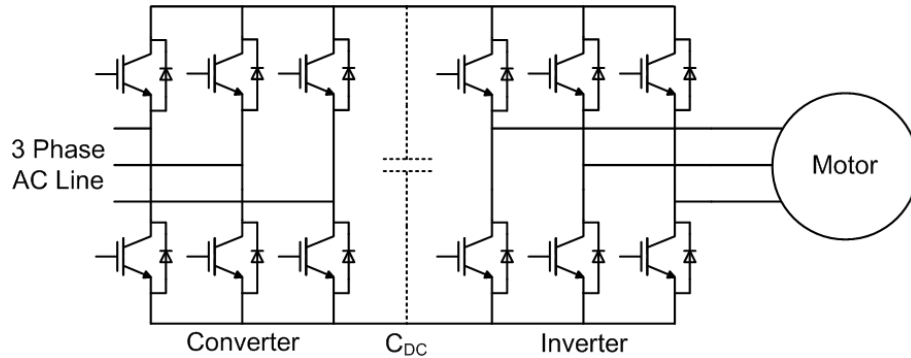 3 Phase
AC Line
Motor
Converter
CDC
Inverter